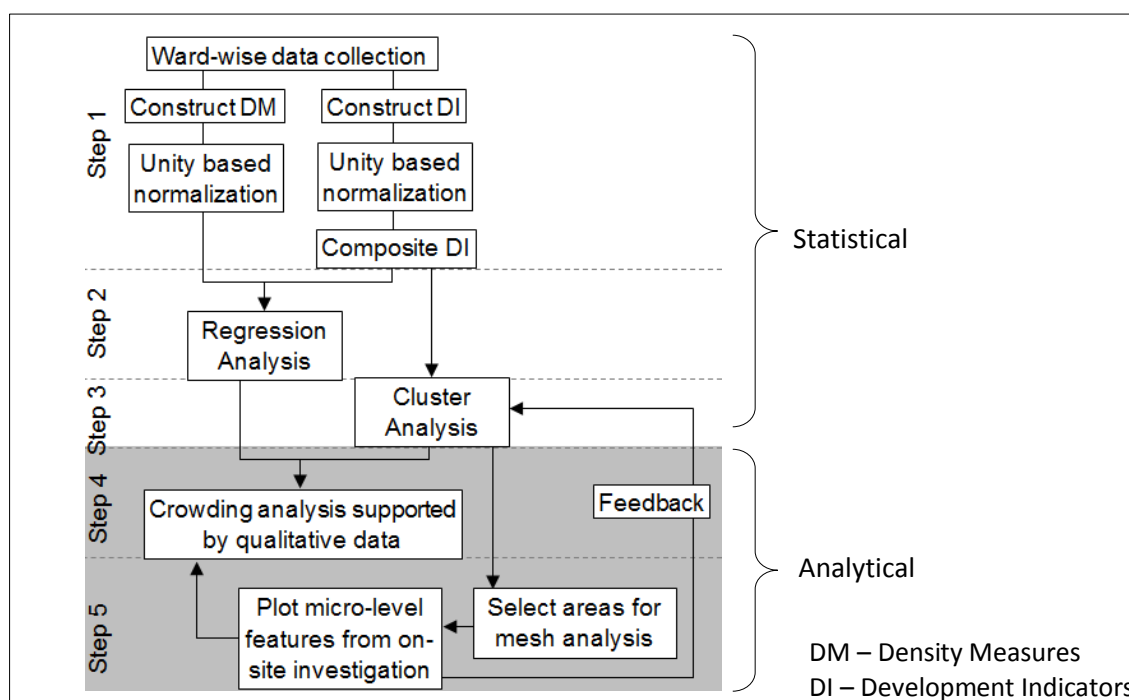 Ward-wise data collection
Construct DM
Construct DI
Step 1
Unity based
normalization
Unity based
normalization
Composite DI
Statistical
Step 2
Regression
Analysis
Step 3
Cluster
Analysis
Step 4
Crowding analysis supported
by qualitative data
Feedback
Analytical
Step 5
Plot micro-level
features from on-
site investigation
Select areas for
mesh analysis
DM – Density Measures
DI – Development Indicators